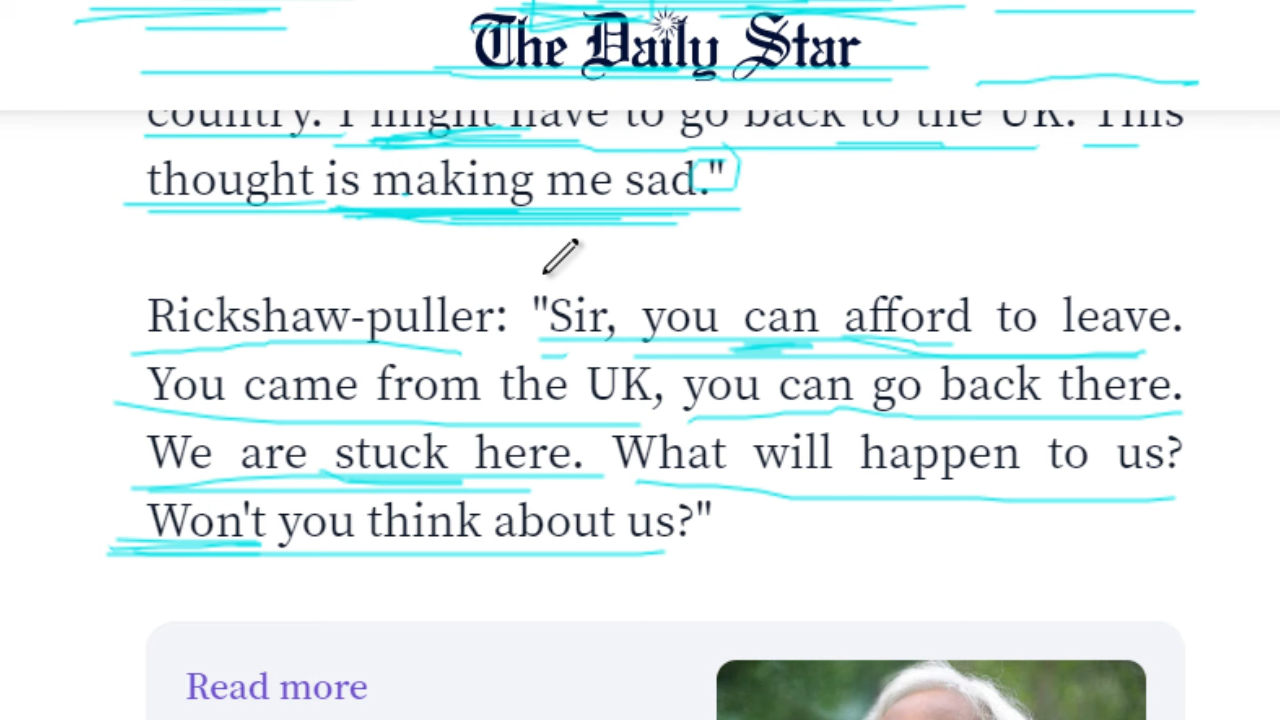 The Daily Star
country. I might have to go back to the UK. This
thought is making me sad."
Rickshaw-puller: "Sir, you can afford to leave.
You came from the UK, you can go back there.
We are stuck here. What will happen to us?
Won't you think about us?"
Read more